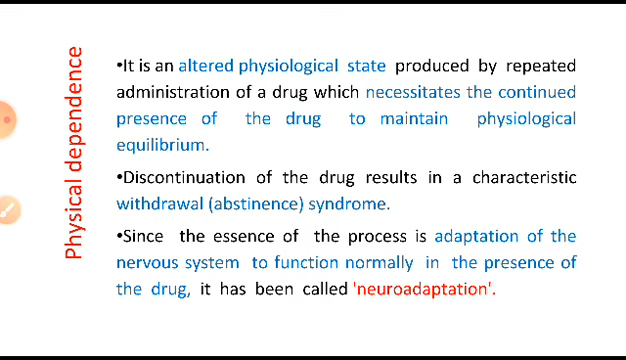 Physical dependence
•It is an altered physiological state produced by repeated
administration of a drug which necessitates the continued
presence of the drug to maintain physiological
equilibrium.
•Discontinuation of the drug results in a characteristic
withdrawal (abstinence) syndrome.
•Since the essence of the process is adaptation of the
nervous system to function normally in the presence of
the drug, it has been called 'neuroadaptation'.